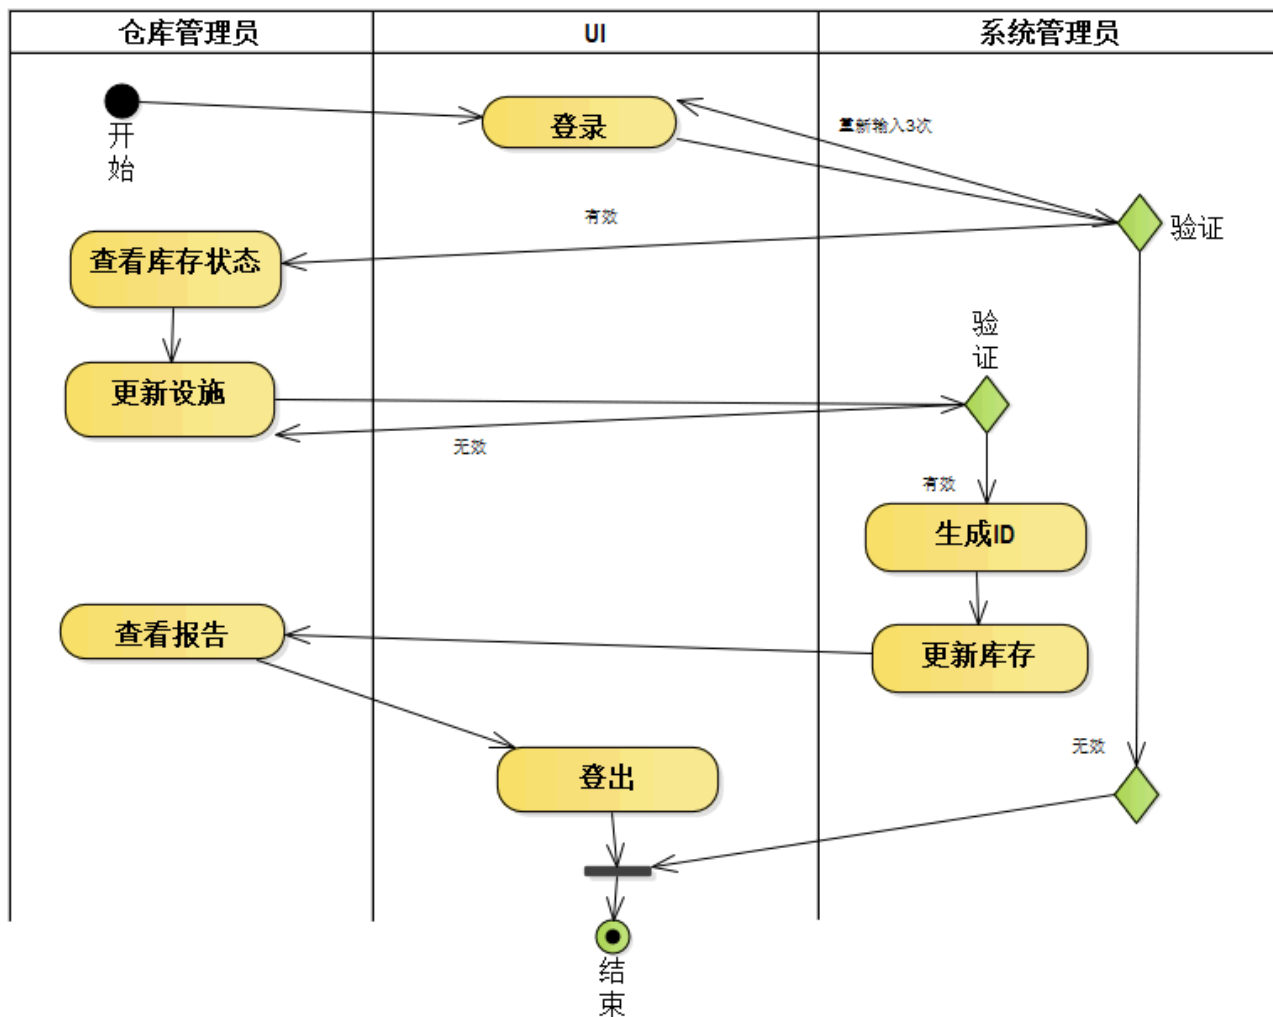 仓库管理员
UI
系统管理员
开
始
登录
重新输入3次
有效
验证
查看库存状态
验
证
更新设施
无效
有效
生成ID
查看报告
更新库存
无效
登出
结
束